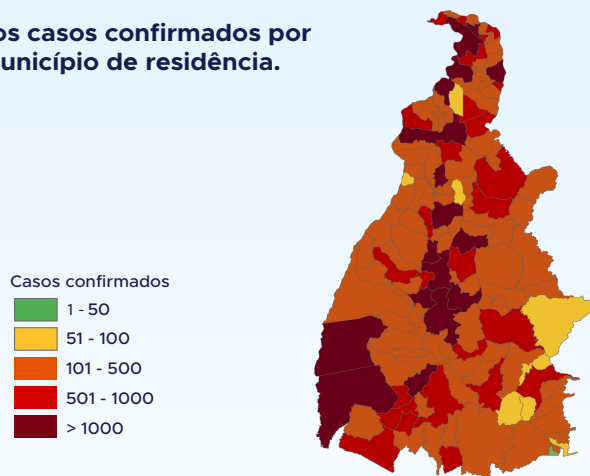 os casos confirmados por
unicípio de residência.
Casos confirmados
1 - 50
51 - 100
101 - 500
501 - 1000
> 1000